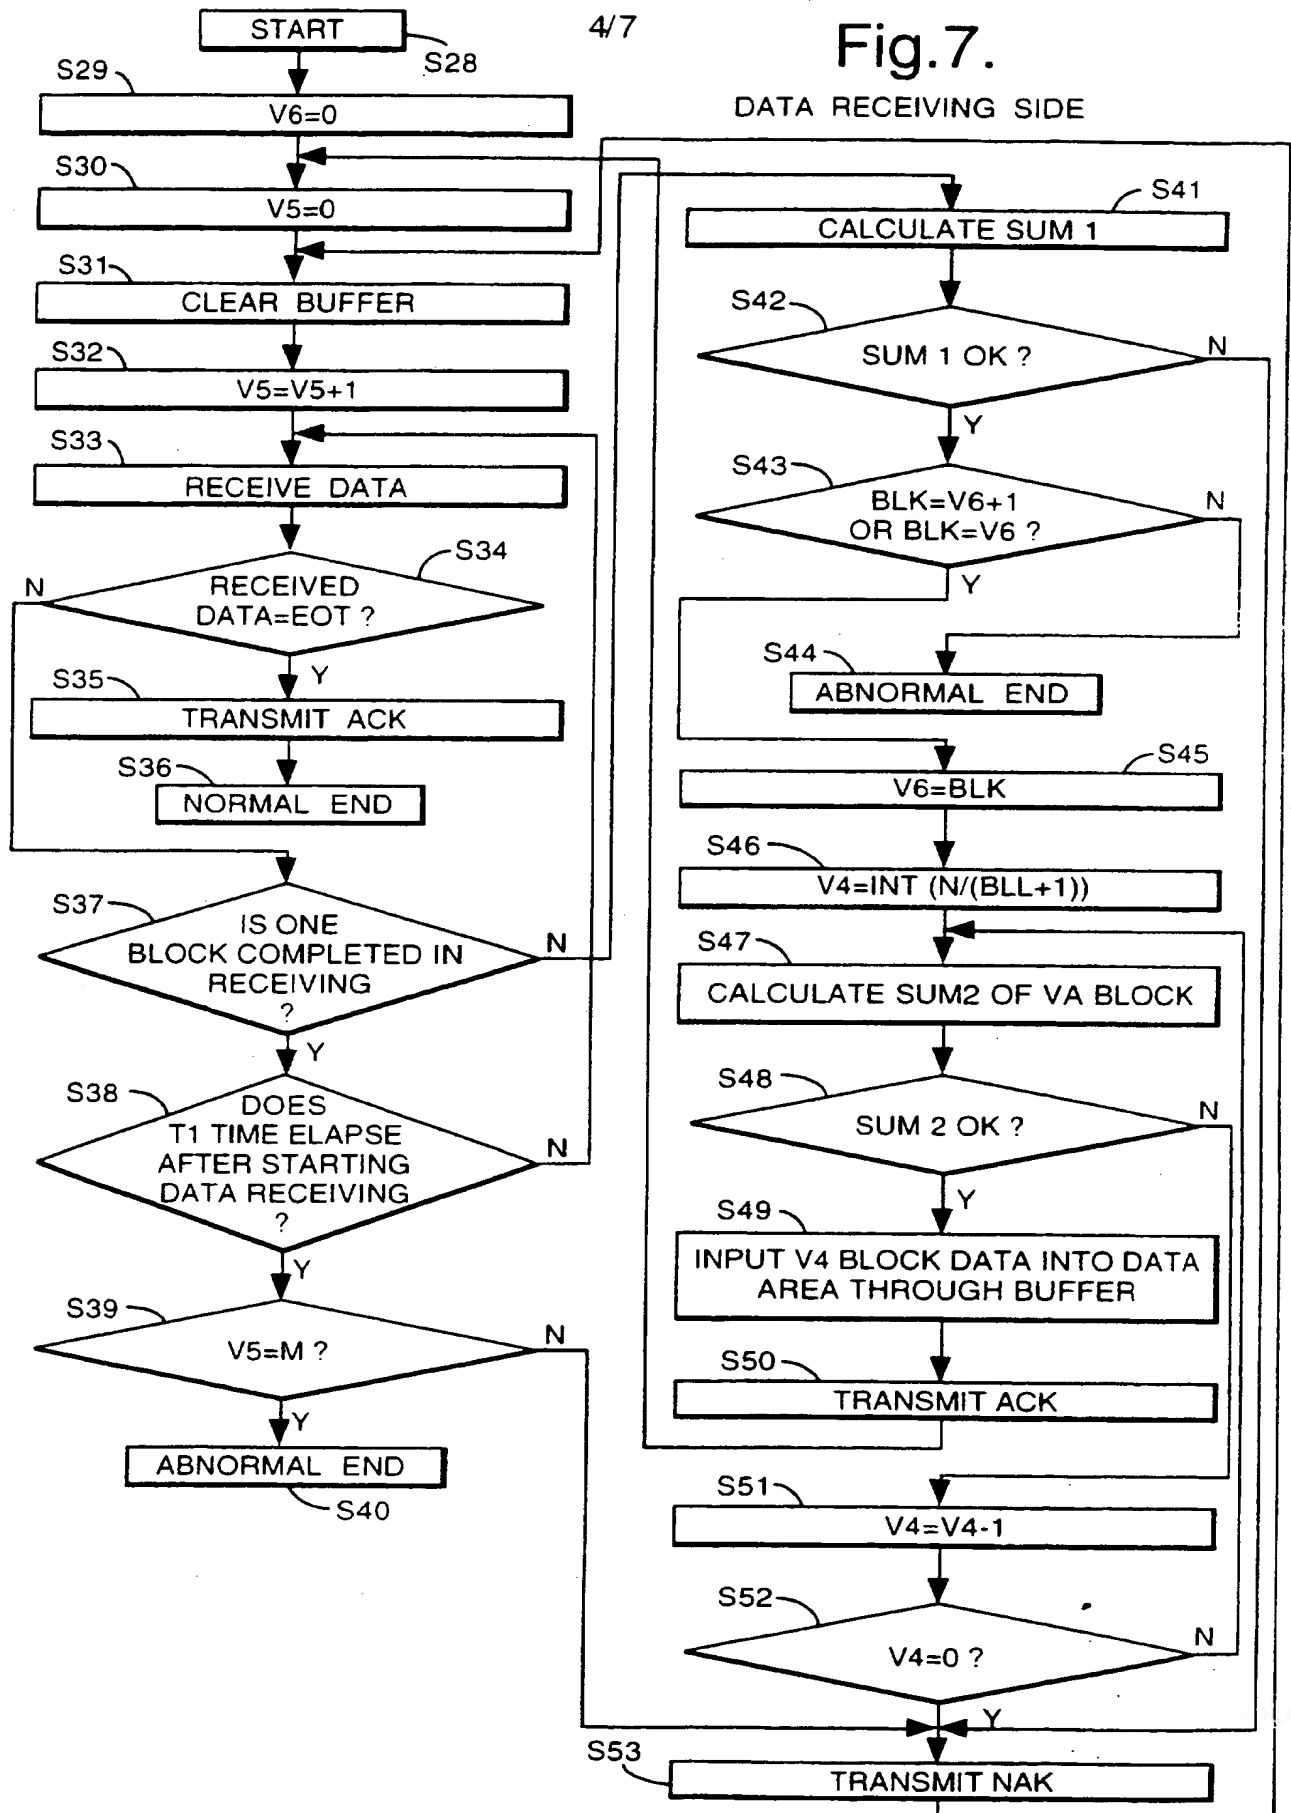 4/7
Fig.7.
DATA RECEIVING SIDE
START
S28
S29
V6=0
S30
V5=0
S31
CLEAR BUFFER
S32
V5=V5+1
S33
RECEIVE DATA
S34
RECEIVED
DATA=EOT ?
N
Y
S35
TRANSMIT ACK
S36
NORMAL END
S37
IS ONE
BLOCK COMPLETED IN
RECEIVING
?
N
Y
S38
DOES
T1 TIME ELAPSE
AFTER STARTING
DATA RECEIVING
?
N
Y
S39
V5=M ?
N
Y
ABNORMAL END
S40
S41
CALCULATE SUM 1
S42
SUM 1 OK ?
N
Y
S43
BLK=V6+1
OR BLK=V6 ?
N
Y
S44
ABNORMAL END
S45
V6=BLK
S46
V4=INT (N/(BLL+1))
S47
CALCULATE SUM2 OF VA BLOCK
S48
SUM 2 OK ?
N
Y
S49
INPUT V4 BLOCK DATA INTO DATA
AREA THROUGH BUFFER
S50
TRANSMIT ACK
S51
V4=V4-1
S52
V4=0 ?
N
Y
S53
TRANSMIT NAK